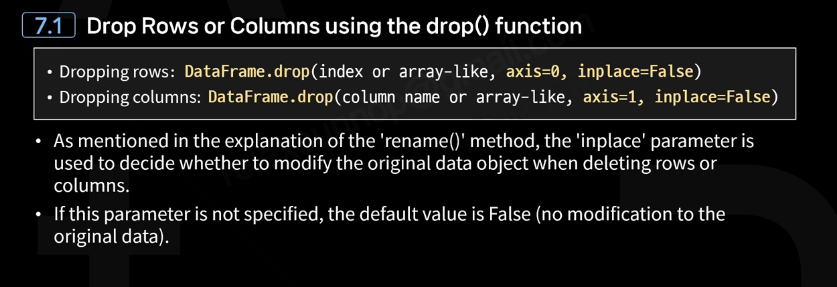 7.1 Drop Rows or Columns using the drop() function
• Dropping rows: DataFrame.drop(index or array-like, axis=0, inplace=False)
• Dropping columns: DataFrame.drop(column name or array-like, axis=1, inplace=False)
• As mentioned in the explanation of the 'rename()' method, the 'inplace' parameter is
used to decide whether to modify the original data object when deleting rows or
columns.
• If this parameter is not specified, the default value is False (no modification to the
original data).